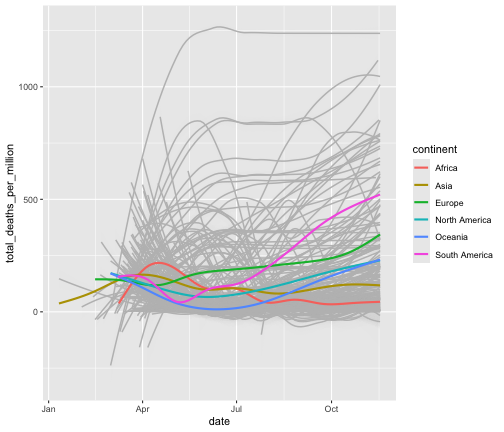 total_deaths_per_million
1000
500
0
Jan
Apr
Jul
Oct
date
continent
Africa
Asia
Europe
North America
Oceania
South America